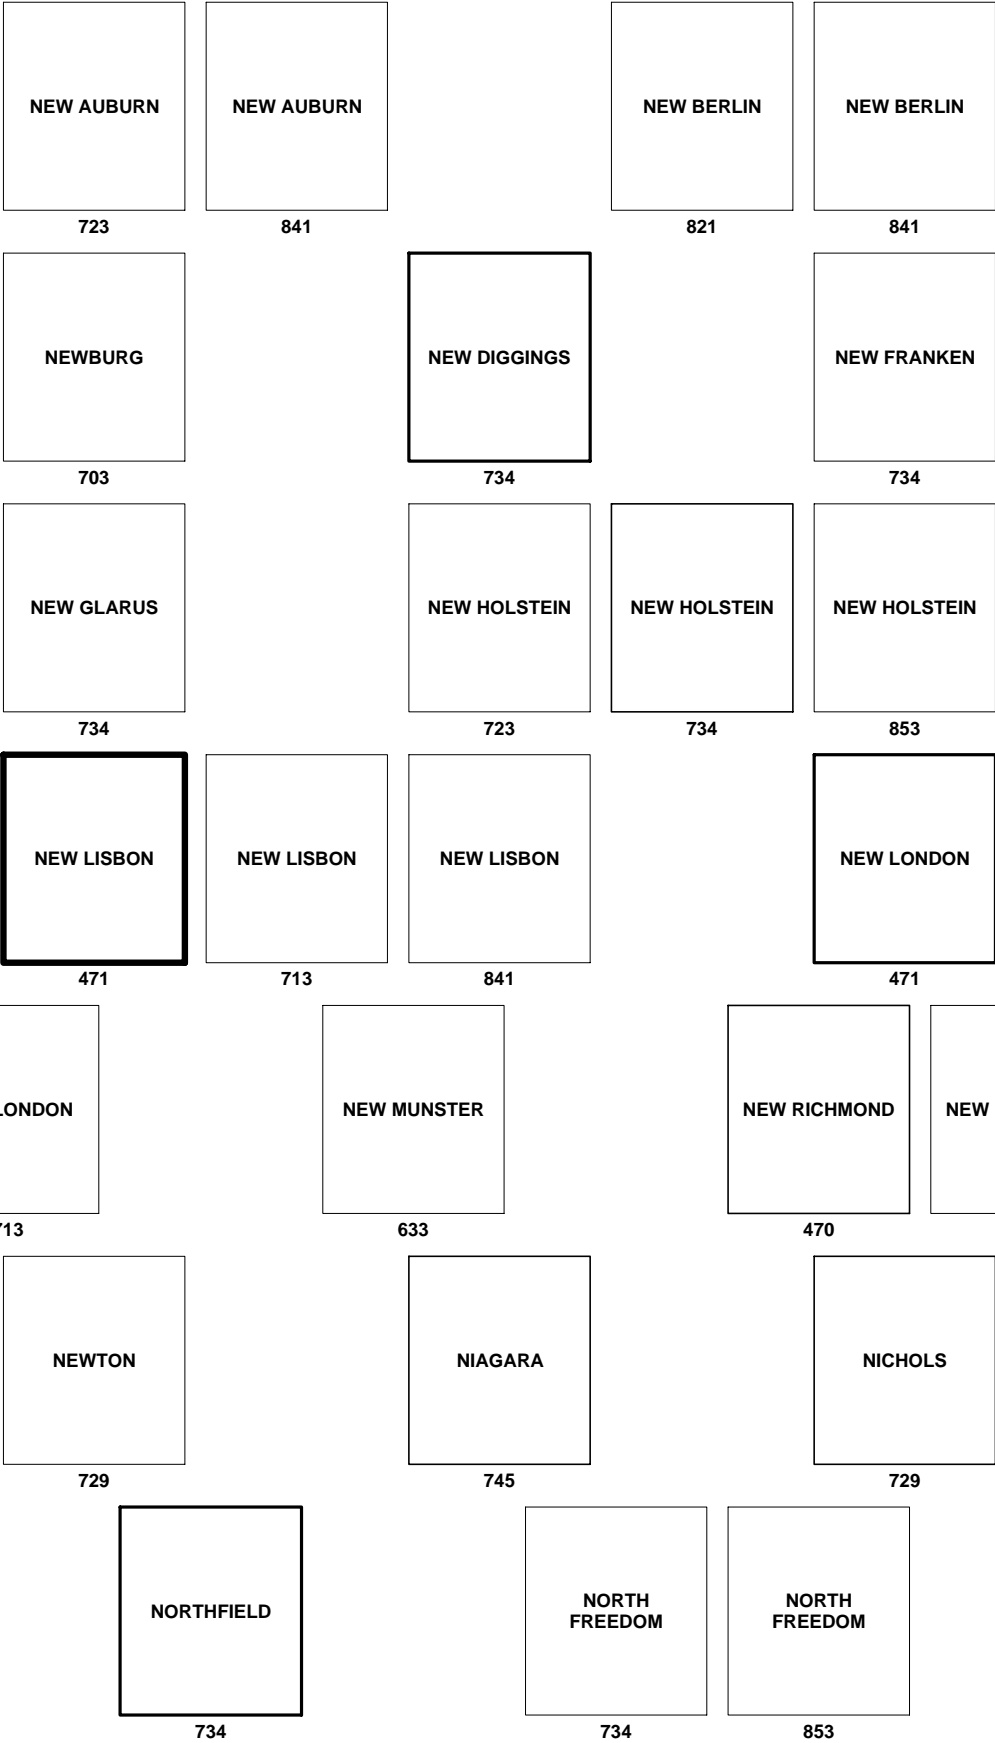 NEW AUBURN NEW AUBURN NEW BERLIN NEW BERLIN
723 841 821 841
NEWBURG NEW DIGGINGS NEW FRANKEN
703 734 734
NEW GLARUS NEW HOLSTEIN NEW HOLSTEIN NEW HOLSTEIN
734 723 734 853
NEW LISBON NEW LISBON NEW LISBON NEW LONDON
471 713 841 471
LONDON NEW MUNSTER NEW RICHMOND NEW
713 633 470
NEWTON NIAGARA NICHOLS
729 745 729
NORTHFIELD NORTH FREEDOM NORTH FREEDOM
734 734 853